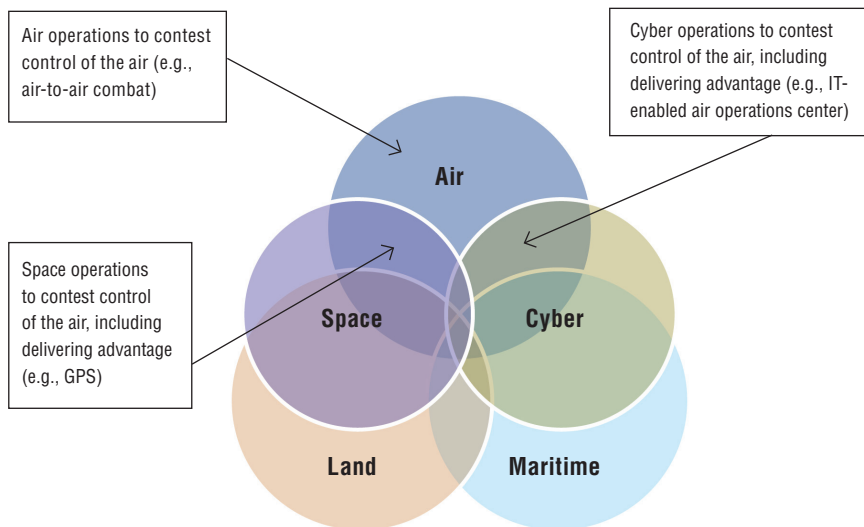 Air operations to contest
control of the air (e.g.,
air-to-air combat)
Cyber operations to contest
control of the air, including
delivering advantage (e.g., IT-
enabled air operations center)
Air
Space operations
to contest control
of the air, including
delivering advantage
(e.g., GPS)
Space
Cyber
Land
Maritime